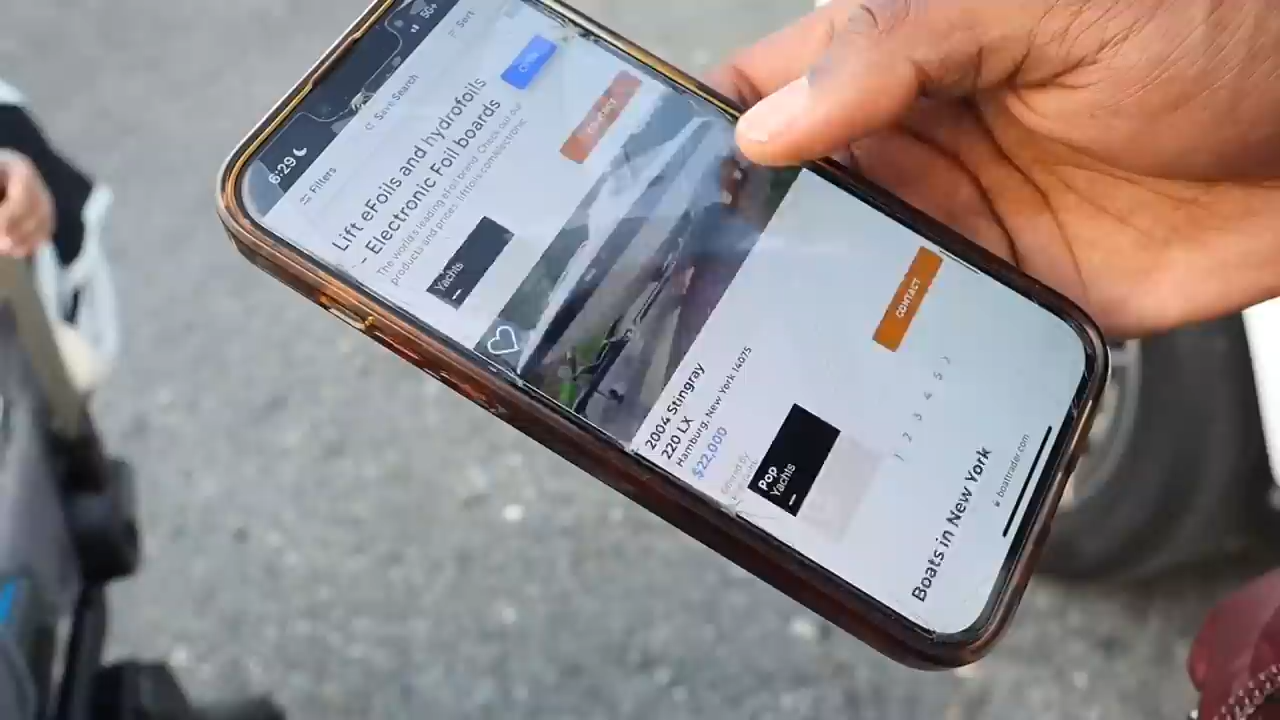 6:29
5G+
Save Search
Sort
Filters
Lift eFoils and hydrofoils
- Electronic Foil boards
The world's leading eFoil brand. Check out our
products and prices. liftfoils.com/electronic
Yachts
CONTACT
2004 Stingray
220 LX
Hamburg, New York 14075
$22,000
Pop
Yachts
CONTACT
1 2 3 4 5 >
Boats in New York
boattrader.com